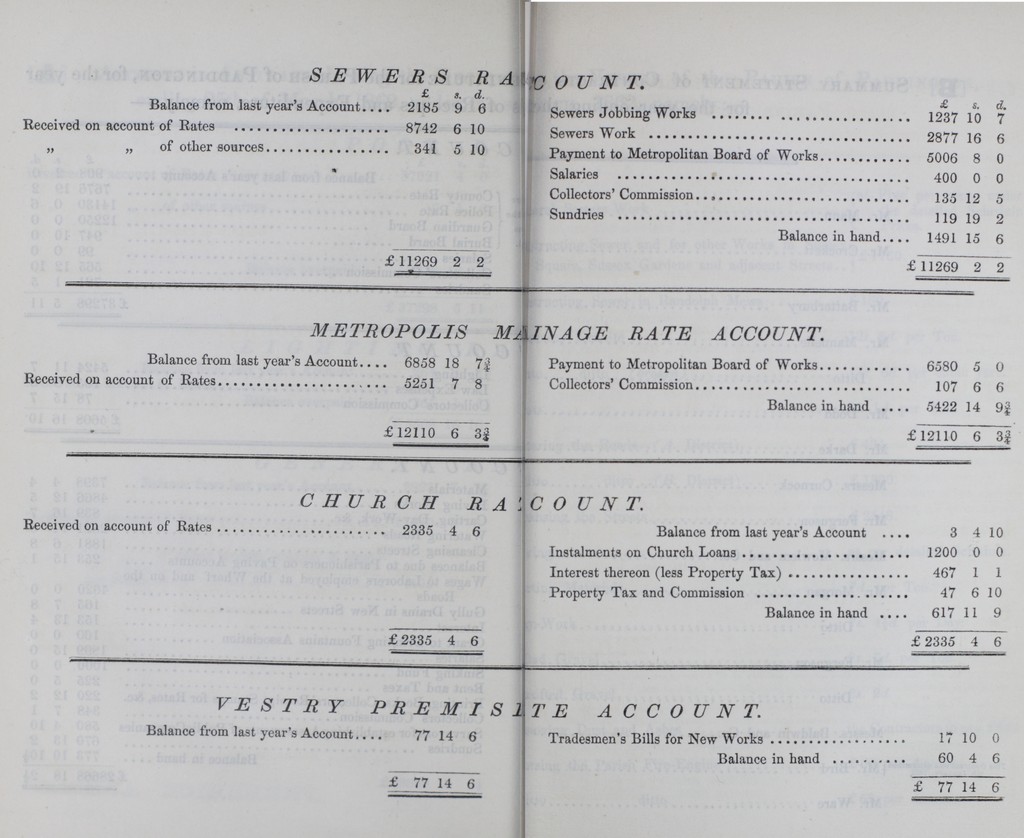 SEWERS RACOUNT.
£ s. d.
Balance from last year's Account.... 2185 9 6
Received on account of Rates .................... 8742 6 10
„ „ of other sources................ 341 5 10
£11269 2 2
£ s. d.
Sewers Jobbing Works .................... 1237 10 7
Sewers Work .................... 2877 16 6
Payment to Metropolitan Board of Works............ 5006 8 0
Salaries .................... 400 0 0
Collectors' Commission.................... 135 12 5
Sundries .................... 119 19 2
Balance in hand.... 1491 15 6
£11269 2 2
METROPOLIS MAINAGE RATE ACCOUNT.
Balance from last year's Account.... 6858 18 7¾
Received on account of Rates.................... 5251 7 8
£12110 6 3¾
Payment to Metropolitan Board of Works............ 6580 5 0
Collectors' Commission.................... 107 6 6
Balance in hand .... 5422 14 9¾
£12110 6 3¾
CHURCH RACOUNT.
Received on account of Rates .................... 2335 4 6
£2335 4 6
Balance from last year's Account .... 3 4 10
Instalments on Church Loans .................... 1200 0 0
Interest thereon (less Property Tax) .............. 467 1 1
Property Tax and Commission .................... 47 6 10
Balance in hand .... 617 11 9
£2335 4 6
VESTRY PREMISITE ACCOUNT.
Balance from last year's Account.... 77 14 6
£ 77 14 6
Tradesmen's Bills for New Works .................. 17 10 0
Balance in hand .......... 60 4 6
£ 77 14 6